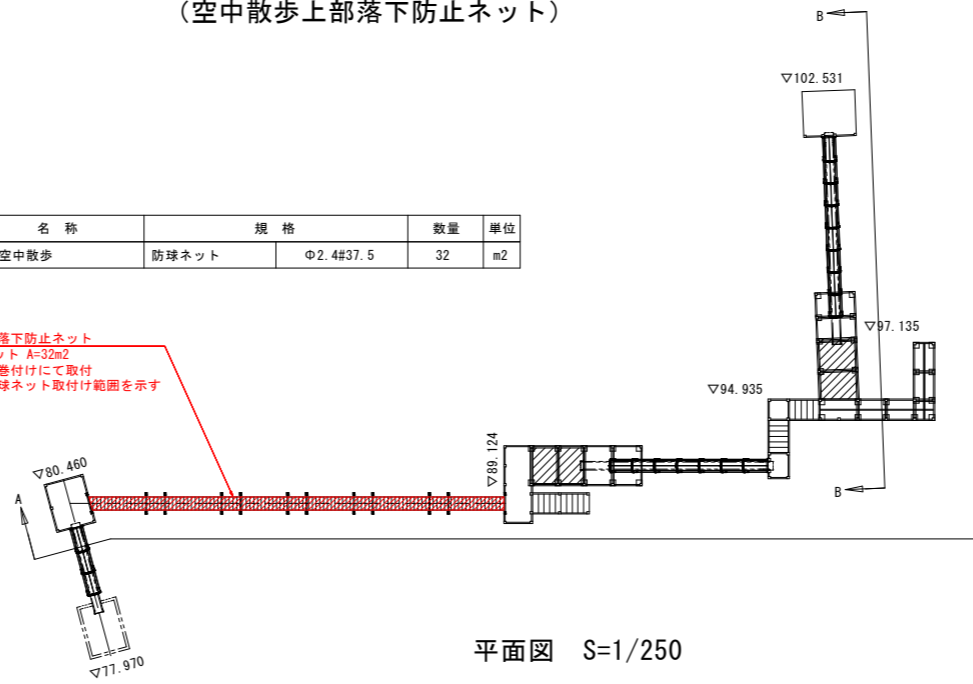 （空中散歩上部落下防止ネット）
B
▽102.531
名　称　規　格　数量　単位
空中散歩　防球ネット　Φ2.4#37.5　32　m2
▽97.135
落下防止ネット
ット A=32m2
巻付けにて取付
球ネット取付け範囲を示す
▽94.935
▽89.124
▽80.460
A
B
▽77.970
平面図　S=1/250